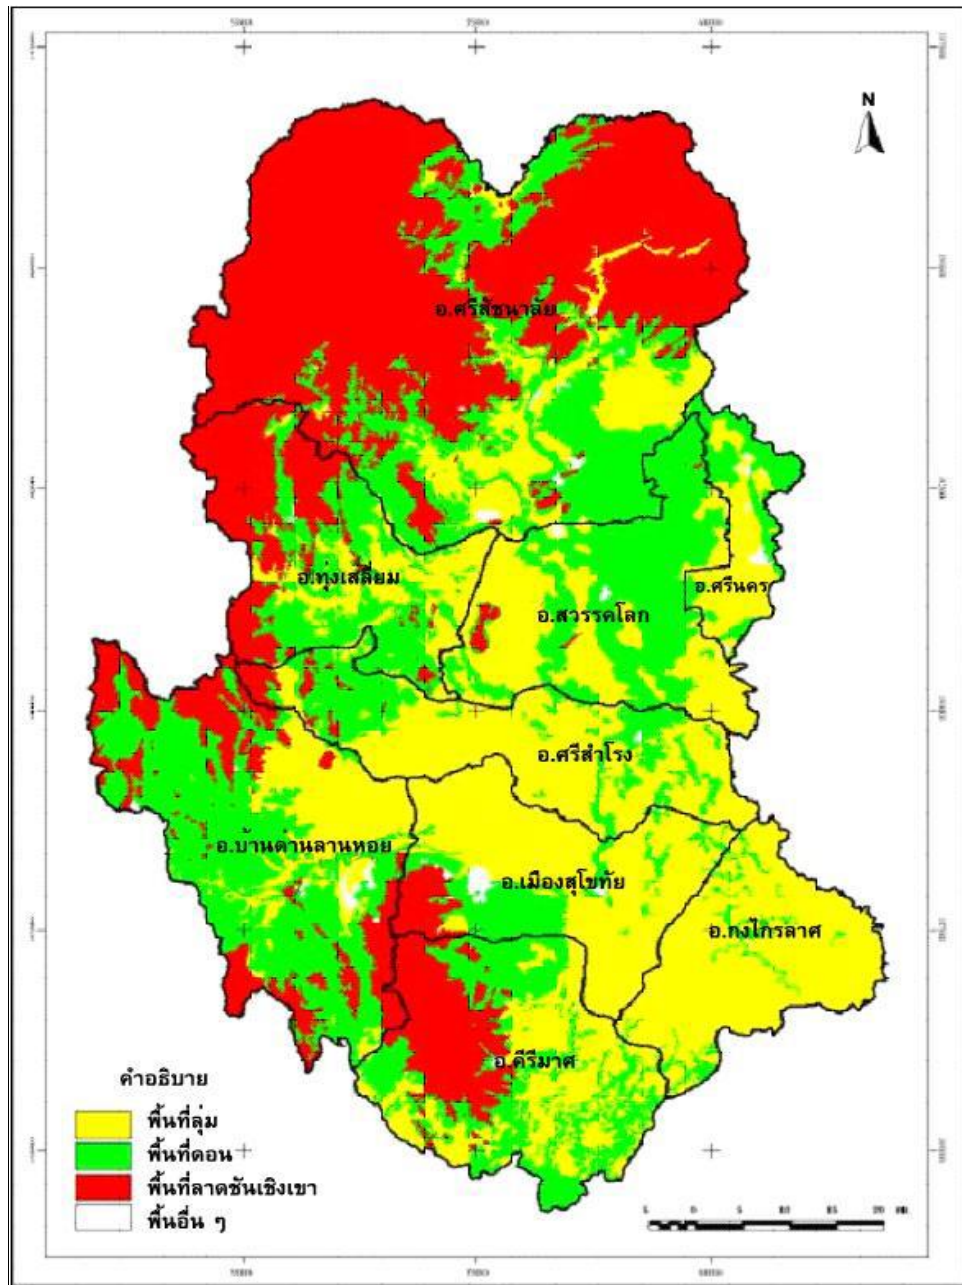 N
อ.ศรีสัชนาลัย
อ.ทุ่งเสลี่ยม
อ.สวรรคโลก
อ.ศรีนคร
อ.ศรีสำโรง
อ.บ้านด่านลานหอย
อ.เมืองสุโขทัย
อ.กงไกรลาศ
อ.คีรีมาศ
คำอธิบาย
พื้นที่ลุ่ม
พื้นที่ดอน
พื้นที่ลาดชันเชิงเขา
พื้นอื่น ๆ
5 0 5 10 15 20